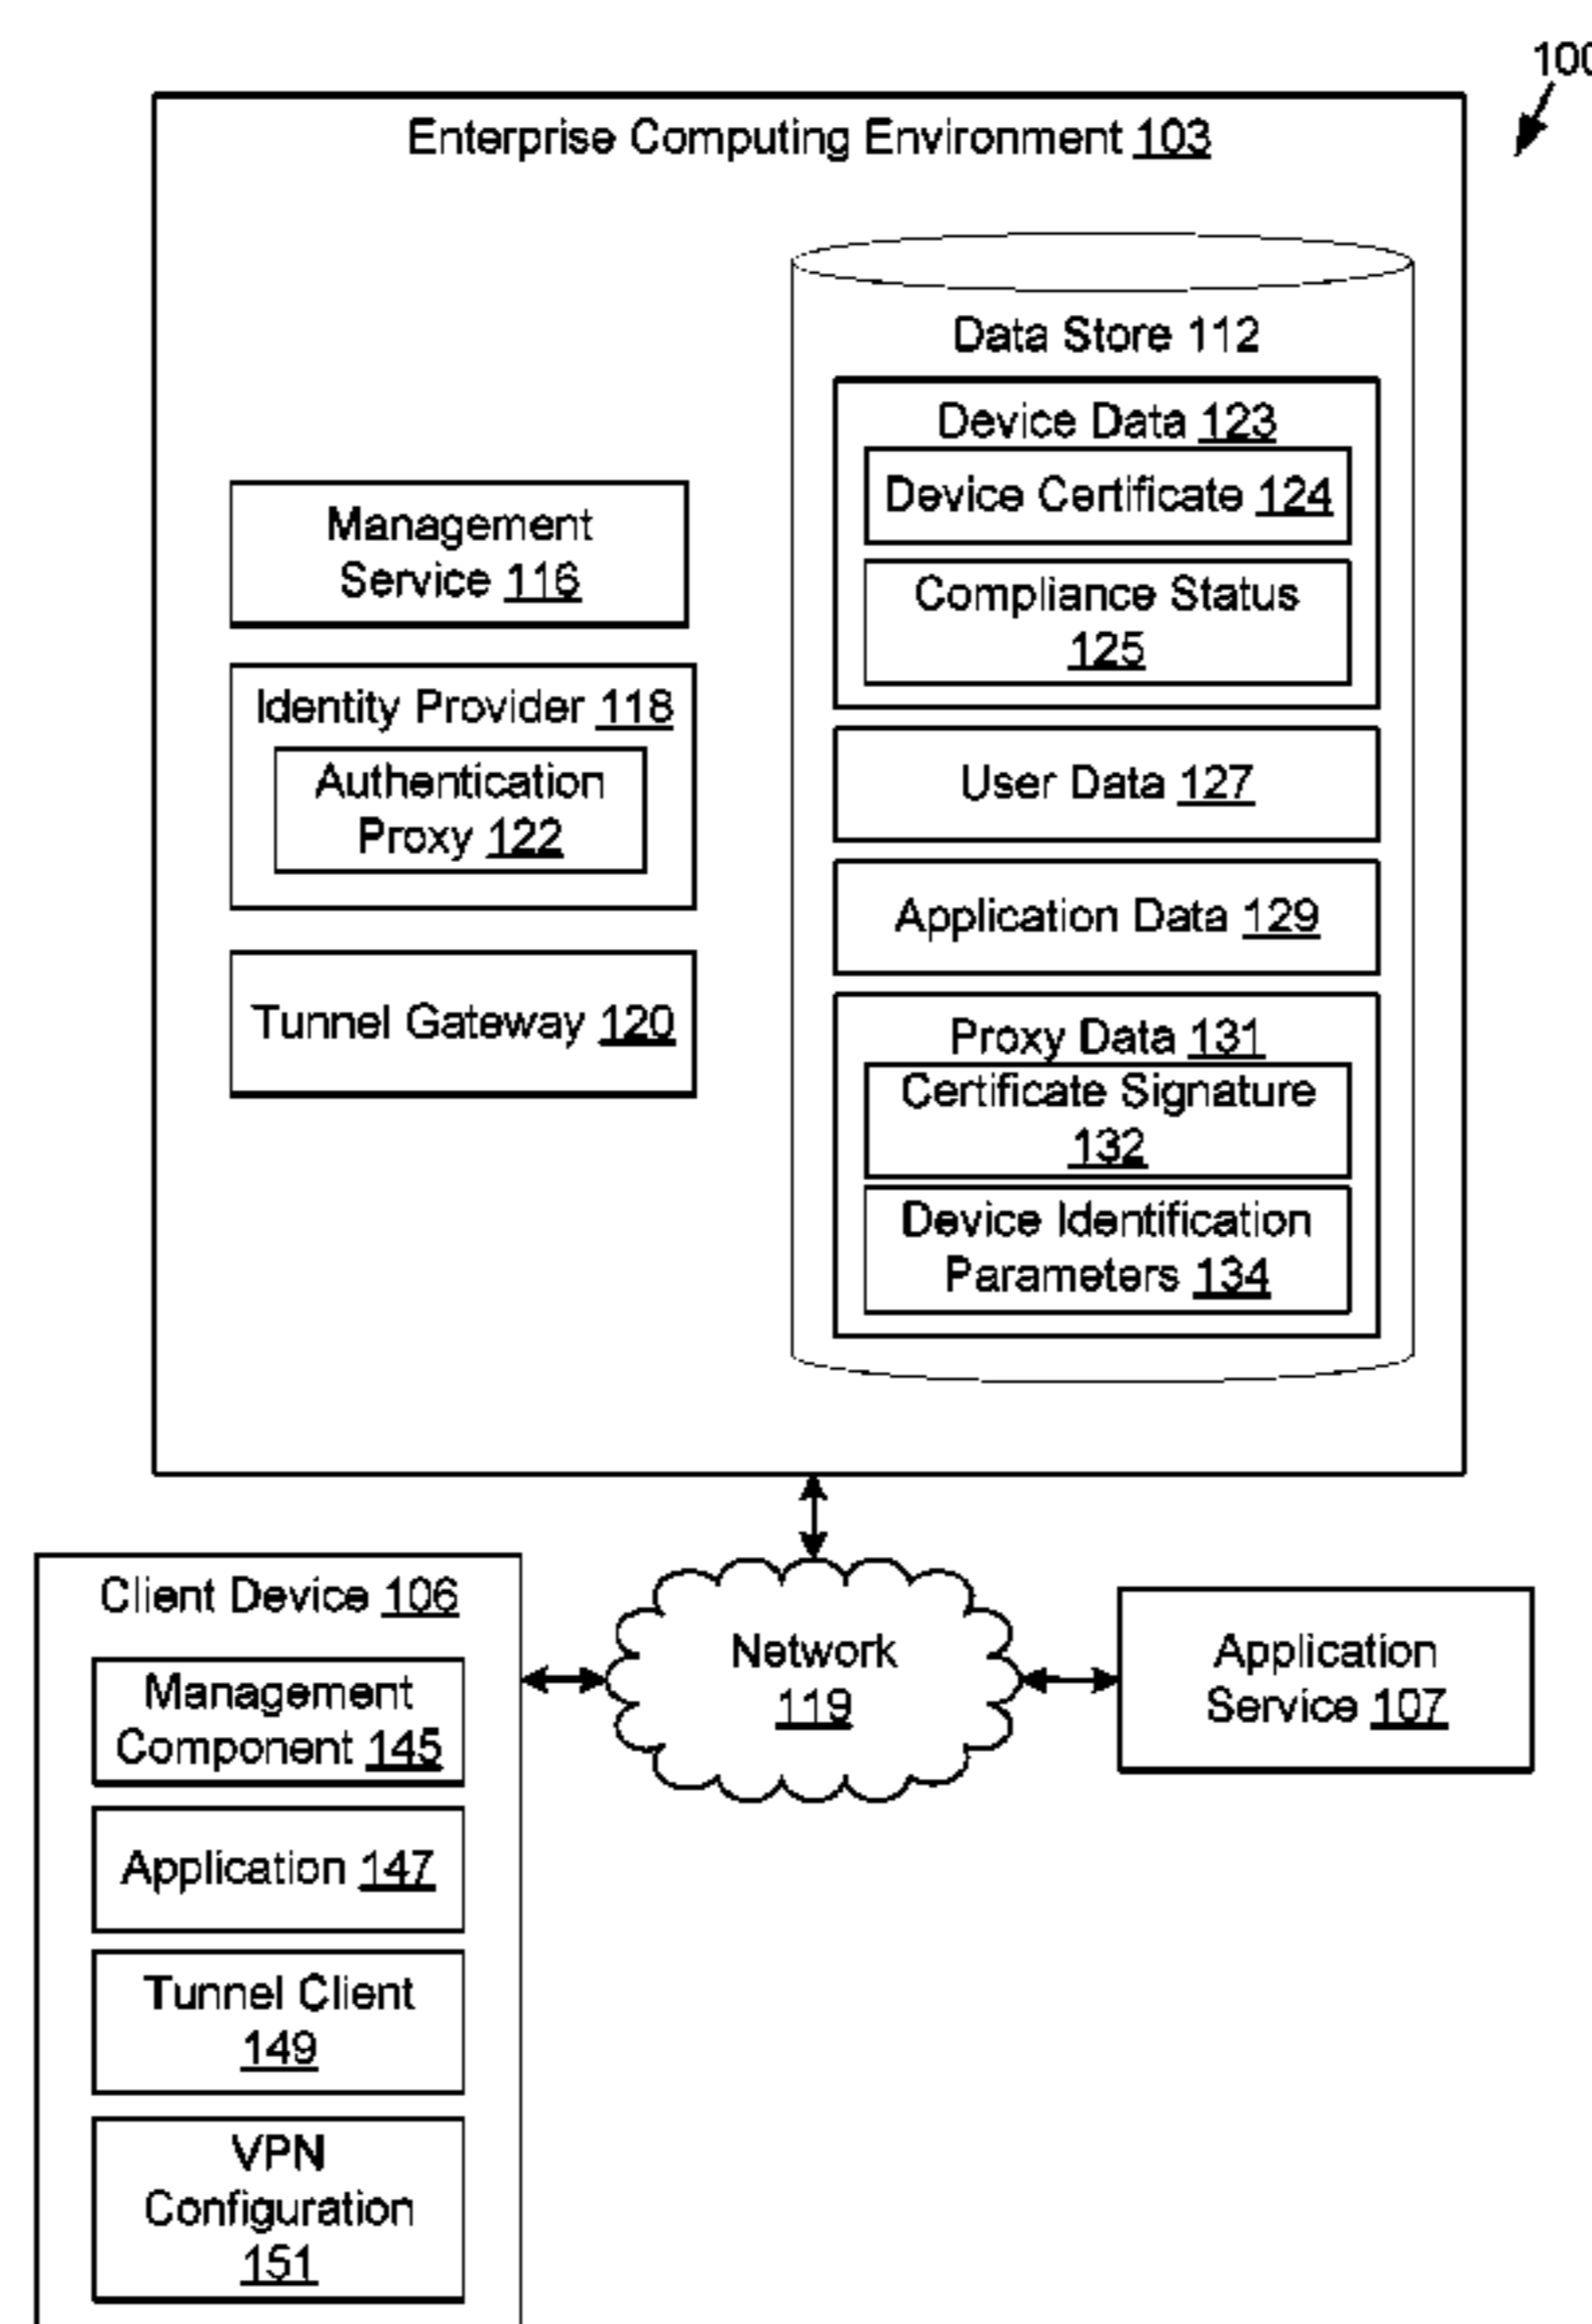 100
Enterprise Computing Environment 103
Data Store 112
Device Data 123
Device Certificate 124
Compliance Status
125
User Data 127
Application Data 129
Proxy Data 131
Certificate Signature
132
Device Identification
Parameters 134
Management
Service 116
Identity Provider 118
Authentication
Proxy 122
Tunnel Gateway 120
Client Device 106
Management
Component 145
Application 147
Tunnel Client
149
VPN
Configuration
151
Network
119
Application
Service 107